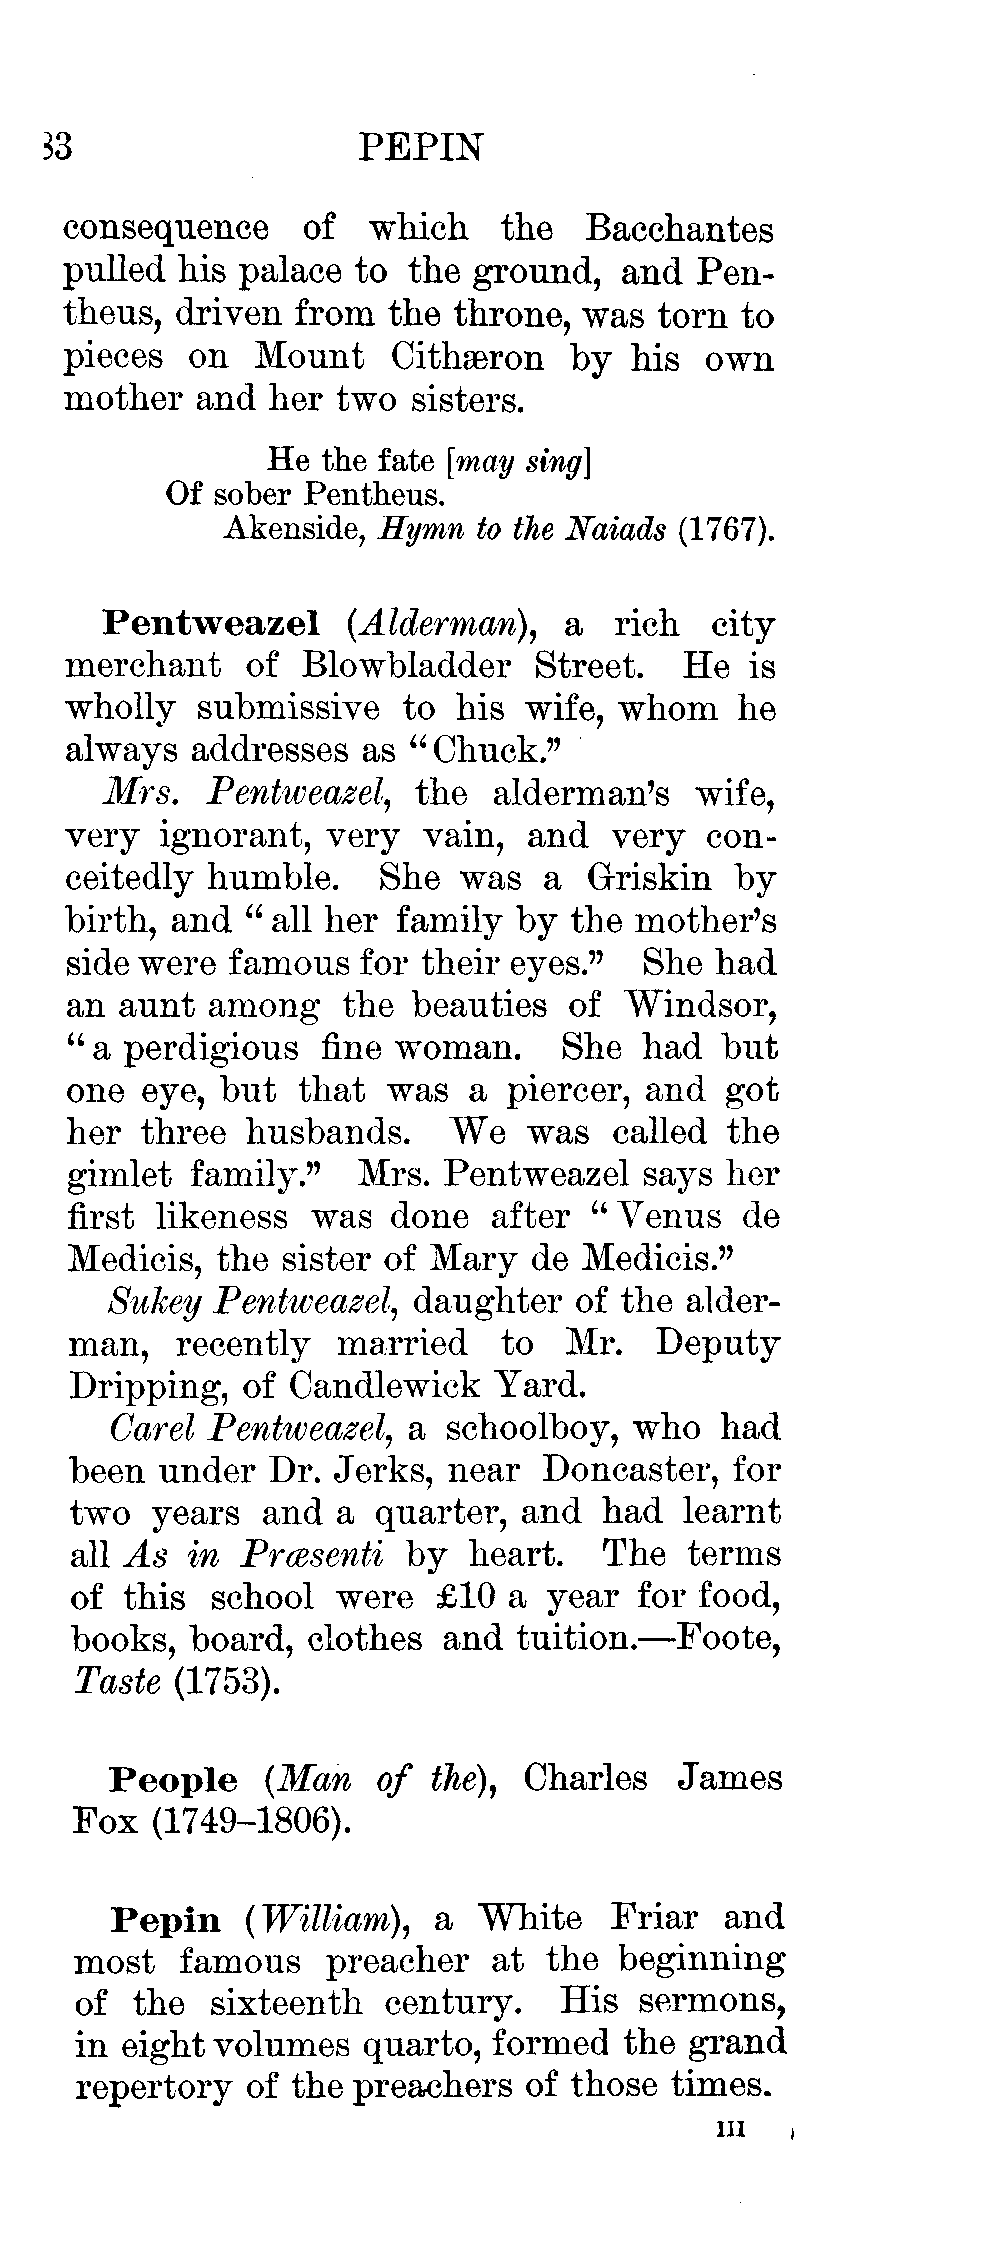 33 PEPIN
consequence of which the Bacchantes
pulled his palace to the ground, and Pen-
theus, driven from the throne, was torn to
pieces on Mount Cithæron by his own
mother and her two sisters.
He the fate [may sing]
Of sober Pentheus.
Akenside, Hymn to the Naiads (1767).
Pentweazel (Alderman), a rich city
merchant of Blowbladder Street. He is
wholly submissive to his wife, whom he
always addresses as “Chuck.”
Mrs. Pentweazel, the alderman’s wife,
very ignorant, very vain, and very con-
ceitedly humble. She was a Griskin by
birth, and “all her family by the mother’s
side were famous for their eyes.” She had
an aunt among the beauties of Windsor,
“a perdigious fine woman. She had but
one eye, but that was a piercer, and got
her three husbands. We was called the
gimlet family.” Mrs. Pentweazel says her
first likeness was done after “Venus de
Medicis, the sister of Mary de Medicis.”
Sukey Pentweazel, daughter of the alder-
man, recently married to Mr. Deputy
Dripping, of Candlewick Yard.
Carel Pentweazel, a schoolboy, who had
been under Dr. Jerks, near Doncaster, for
two years and a quarter, and had learnt
all As in Præsenti by heart. The terms
of this school were £10 a year for food,
books, board, clothes and tuition.—Foote,
Taste (1753).
People (Man of the), Charles James
Fox (1749–1806).
Pepin (William), a White Friar and
most famous preacher at the beginning
of the sixteenth century. His sermons,
in eight volumes quarto, formed the grand
repertory of the preachers of those times.
III